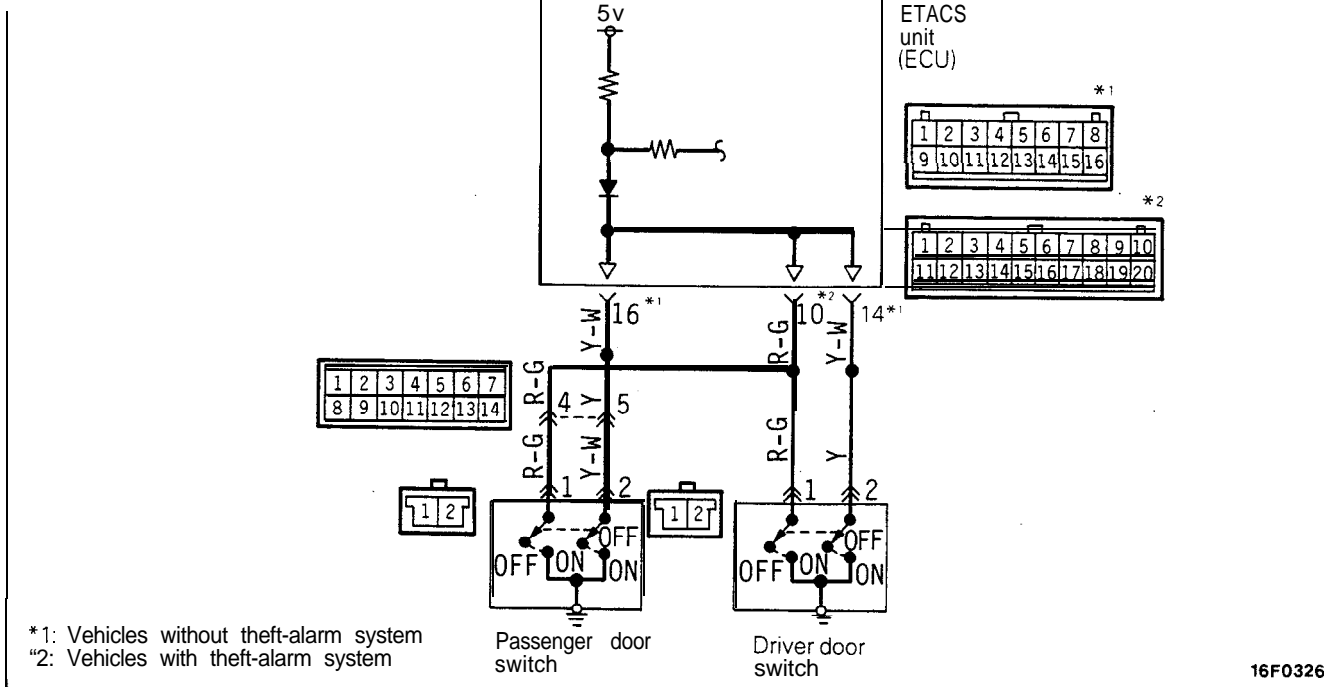 5v
ETACS
unit
(ECU)
*1
1 2 3 4 5 6 7 8
9 10 11 12 13 14 15 16
*2
1 2 3 4 5 6 7 8 9 10
11 12 13 14 15 16 17 18 19 20
16*1 10*2 14*1
Y-W R-G Y-W
1 2 3 4 5 6 7
8 9 10 11 12 13 14
R-G Y
4 5
R-G Y-W R-G Y
1 2 1 2
1 2 1 2
OFF OFF
OFF ON ON OFF ON ON
*1: Vehicles without theft-alarm system
“2: Vehicles with theft-alarm system
Passenger door
switch
Driver door
switch
16F0326